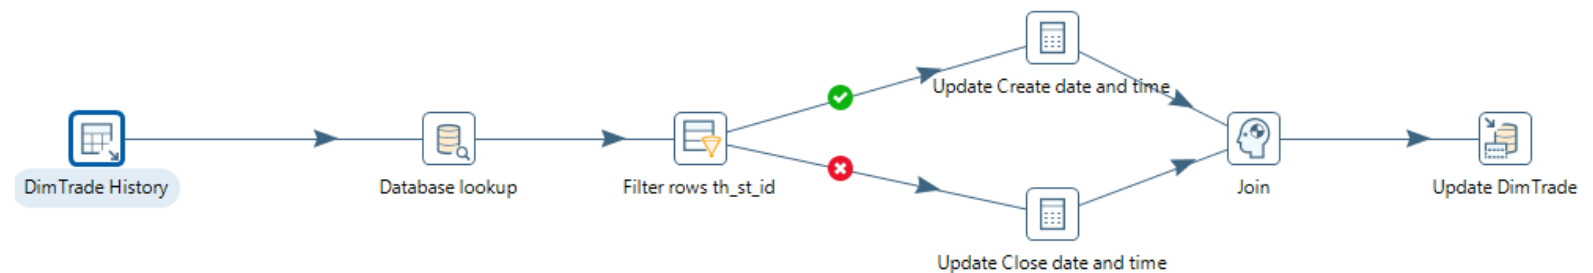 DimTrade History
Database lookup
Filter rows th_st_id
Update Create date and time
Update Close date and time
Join
Update DimTrade